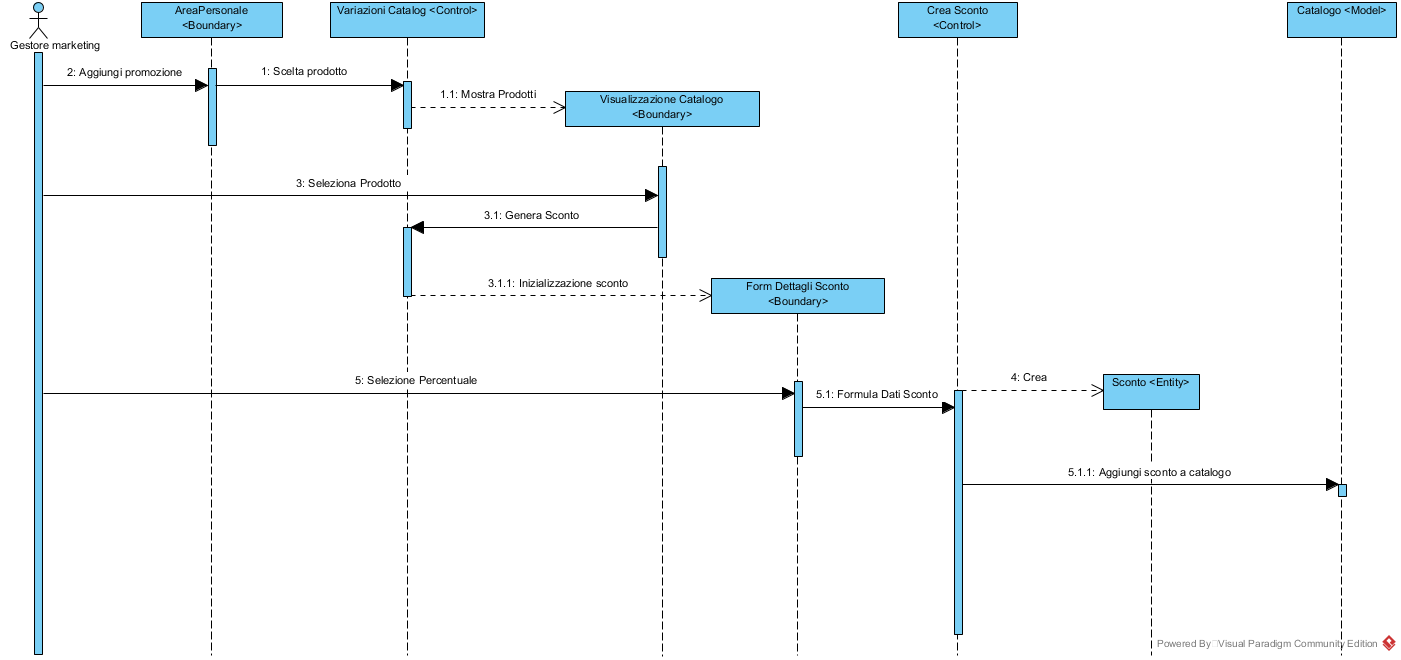 AreaPersonale
<Boundary>
Variazioni Catalog <Control>
Crea Sconto
<Control>
Catalogo <Model>
Gestore marketing
2: Aggiungi promozione
1: Scelta prodotto
1.1: Mostra Prodotti
Visualizzazione Catalogo
<Boundary>
3: Seleziona Prodotto
3.1: Genera Sconto
3.1.1: Inizializzazione sconto
Form Dettagli Sconto
<Boundary>
5: Selezione Percentuale
5.1: Formula Dati Sconto
4: Crea
Sconto <Entity>
5.1.1: Aggiungi sconto a catalogo
Powered By Visual Paradigm Community Edition